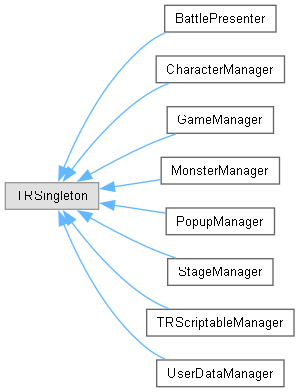 BattlePresenter
CharacterManager
GameManager
MonsterManager
TRSingleton
PopupManager
StageManager
TRScriptableManager
UserDataManager